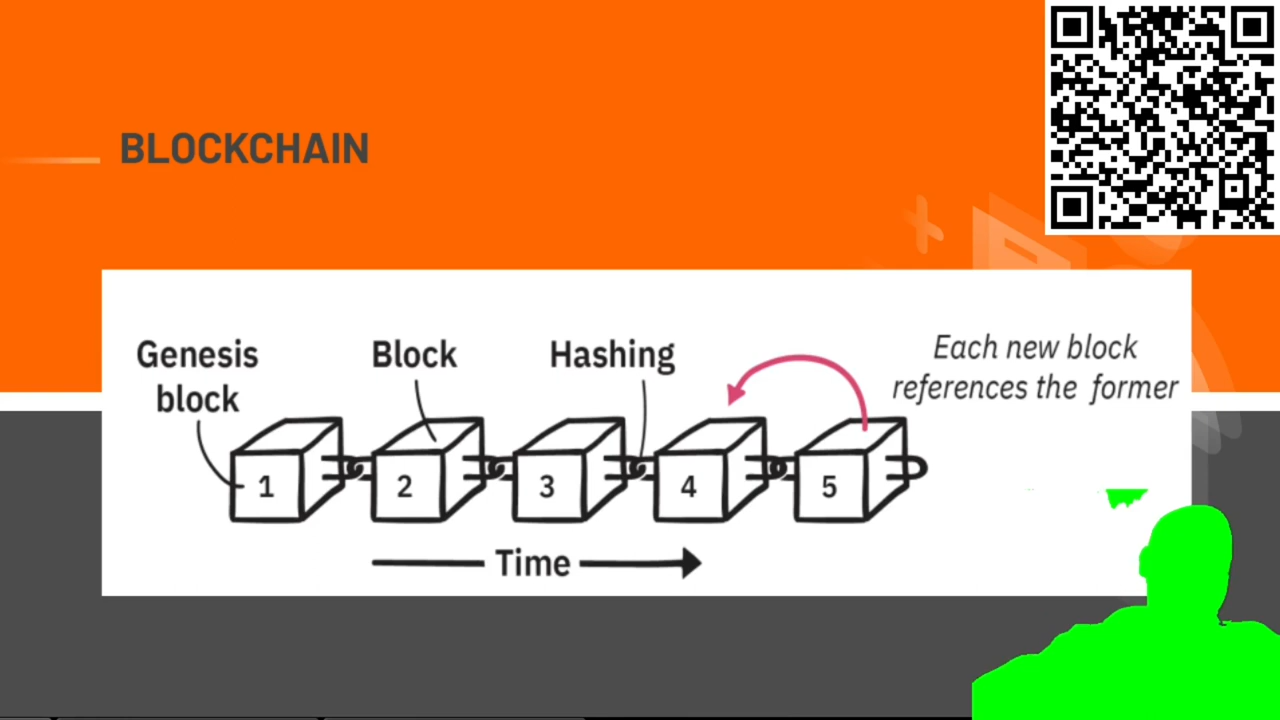 BLOCKCHAIN
Genesis
block
Block
Hashing
Each new block
references the former
1
2
3
4
5
Time